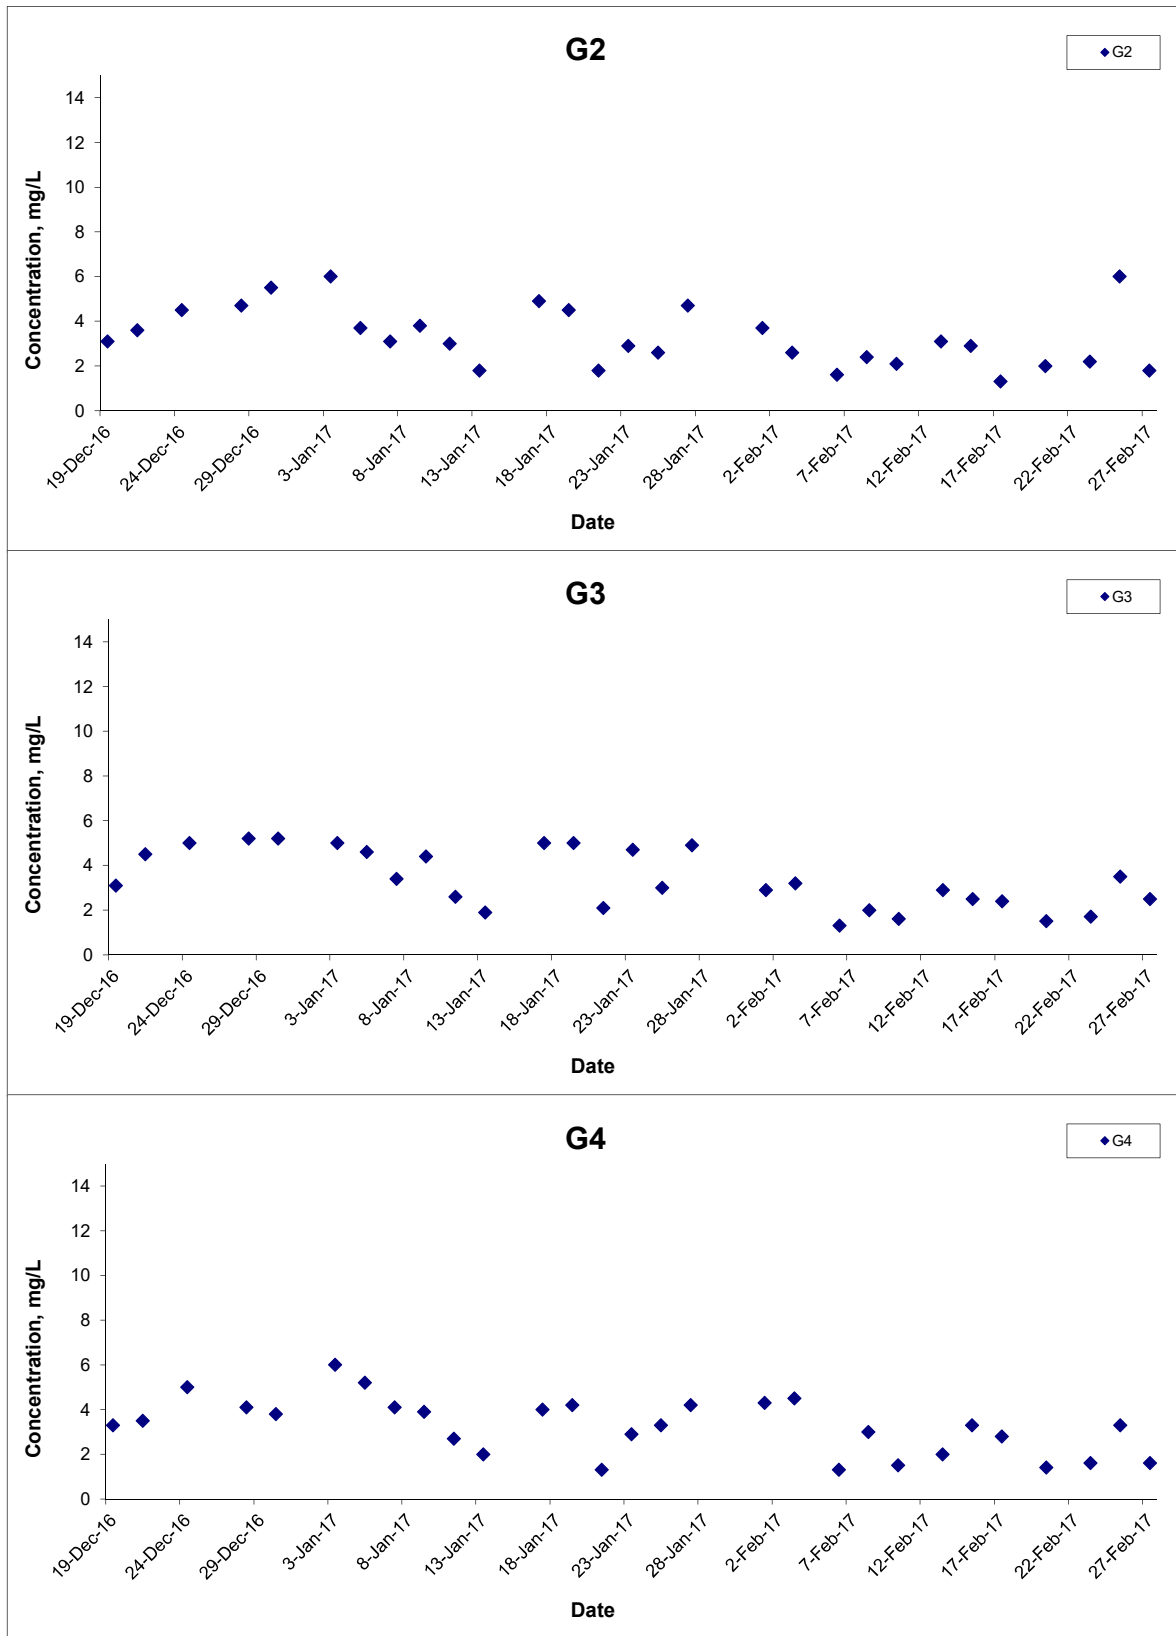 G2
G2
14
12
10
8
6
4
2
0
Concentration, mg/L
19-Dec-16 24-Dec-16 29-Dec-16 3-Jan-17 8-Jan-17 13-Jan-17 18-Jan-17 23-Jan-17 28-Jan-17 2-Feb-17 7-Feb-17 12-Feb-17 17-Feb-17 22-Feb-17 27-Feb-17
Date
G3
G3
14
12
10
8
6
4
2
0
Concentration, mg/L
19-Dec-16 24-Dec-16 29-Dec-16 3-Jan-17 8-Jan-17 13-Jan-17 18-Jan-17 23-Jan-17 28-Jan-17 2-Feb-17 7-Feb-17 12-Feb-17 17-Feb-17 22-Feb-17 27-Feb-17
Date
G4
G4
14
12
10
8
6
4
2
0
Concentration, mg/L
19-Dec-16 24-Dec-16 29-Dec-16 3-Jan-17 8-Jan-17 13-Jan-17 18-Jan-17 23-Jan-17 28-Jan-17 2-Feb-17 7-Feb-17 12-Feb-17 17-Feb-17 22-Feb-17 27-Feb-17
Date